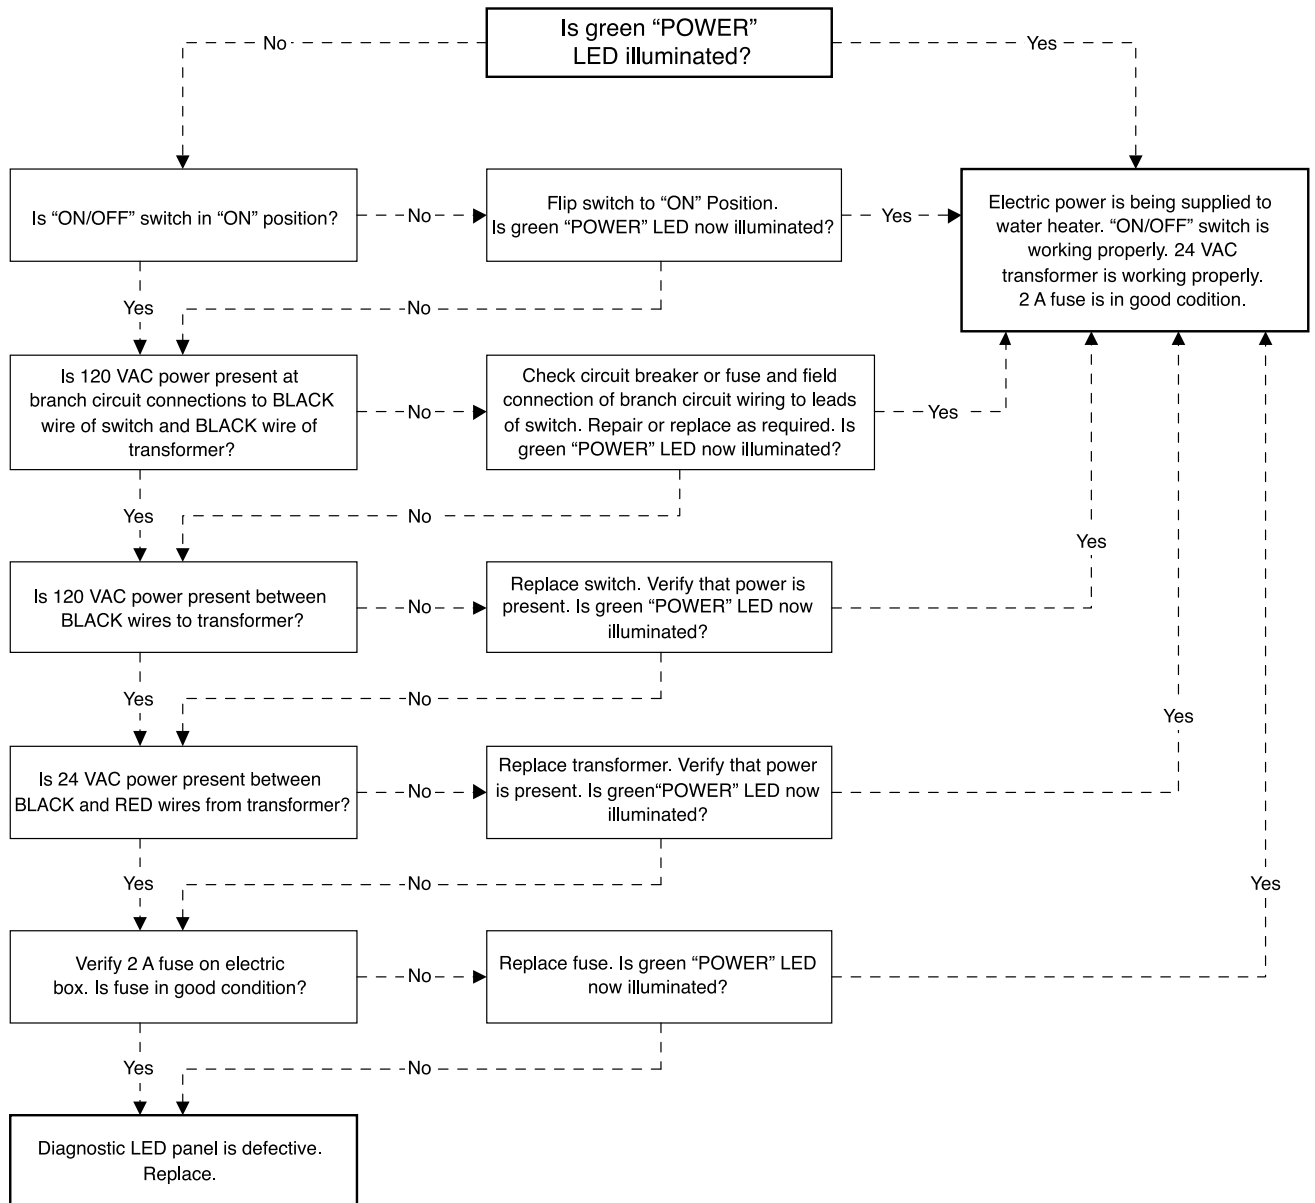 Is green “POWER”
LED illuminated?
No
Yes
Is “ON/OFF” switch in “ON” position?
No
Flip switch to “ON” Position.
Is green “POWER” LED now illuminated?
Yes
Electric power is being supplied to
water heater. “ON/OFF” switch is
working properly. 24 VAC
transformer is working properly.
2 A fuse is in good codition.
Yes
No
Is 120 VAC power present at
branch circuit connections to BLACK
wire of switch and BLACK wire of
transformer?
No
Check circuit breaker or fuse and field
connection of branch circuit wiring to leads
of switch. Repair or replace as required. Is
green “POWER” LED now illuminated?
Yes
Yes
No
Is 120 VAC power present between
BLACK wires to transformer?
No
Replace switch. Verify that power is
present. Is green “POWER” LED now
illuminated?
Yes
Yes
No
Is 24 VAC power present between
BLACK and RED wires from transformer?
No
Replace transformer. Verify that power
is present. Is green“POWER” LED now
illuminated?
Yes
Yes
No
Verify 2 A fuse on electric
box. Is fuse in good condition?
No
Replace fuse. Is green “POWER” LED
now illuminated?
Yes
Yes
No
Diagnostic LED panel is defective.
Replace.